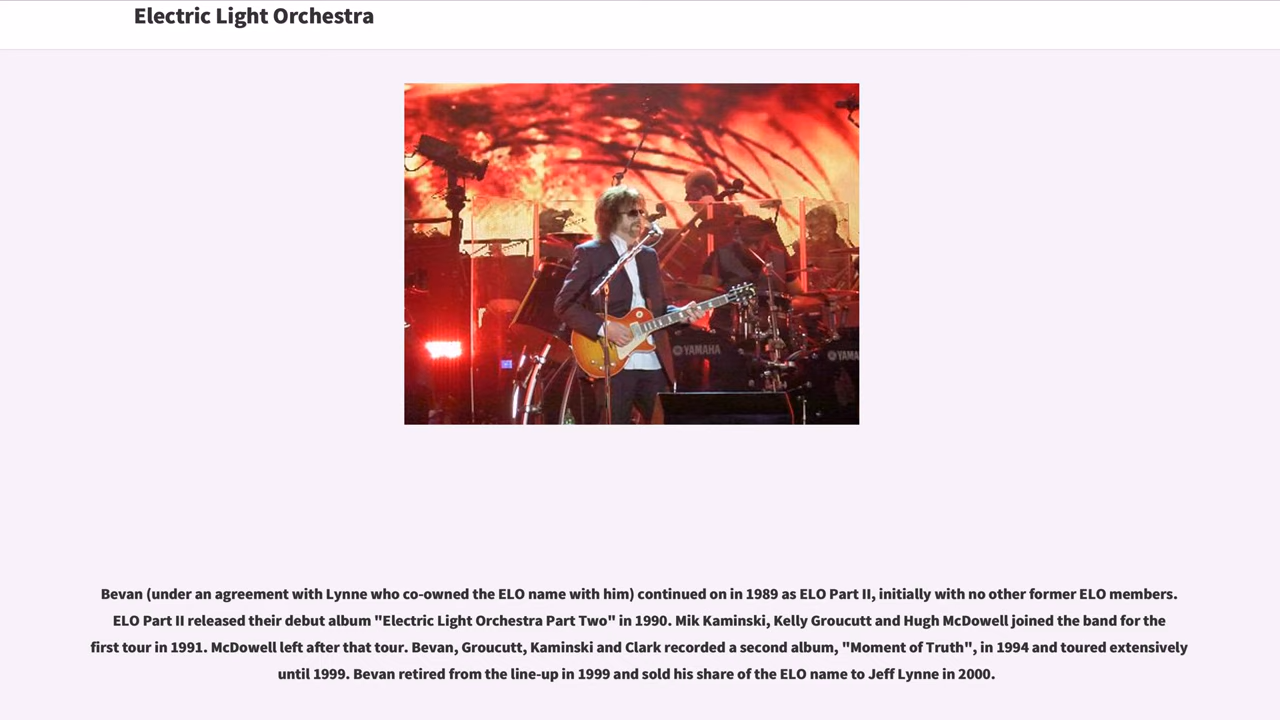 Electric Light Orchestra
YAMAHA
YAMA
Bevan (under an agreement with Lynne who co-owned the ELO name with him) continued on in 1989 as ELO Part II, initially with no other former ELO members.
ELO Part II released their debut album "Electric Light Orchestra Part Two" in 1990. Mik Kaminski, Kelly Groucutt and Hugh McDowell joined the band for the
first tour in 1991. McDowell left after that tour. Bevan, Groucutt, Kaminski and Clark recorded a second album, "Moment of Truth", in 1994 and toured extensively
until 1999. Bevan retired from the line-up in 1999 and sold his share of the ELO name to Jeff Lynne in 2000.